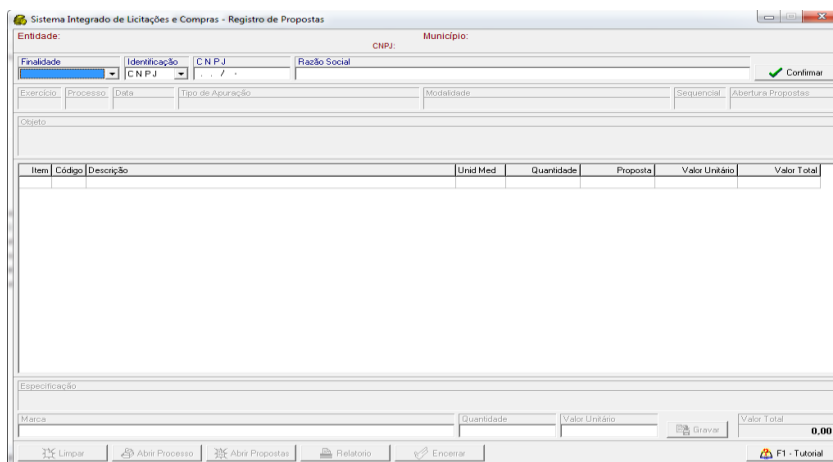 Sistema Integrado de Licitações e Compras - Registro de Propostas
Entidade: Município:
CNPJ:
Finalidade Identificação C N P J Razão Social
C N P J . . / - Confirmar
Exercício Processo Data Tipo de Apuração Modalidade Sequencial Abertura Propostas
Objeto
Item Código Descrição Unid Med Quantidade Proposta Valor Unitário Valor Total
Especificação
Marca Quantidade Valor Unitário Valor Total
Gravar 0,00
Limpar Abrir Processo Abrir Propostas Relatorio Encerrar F1 - Tutorial